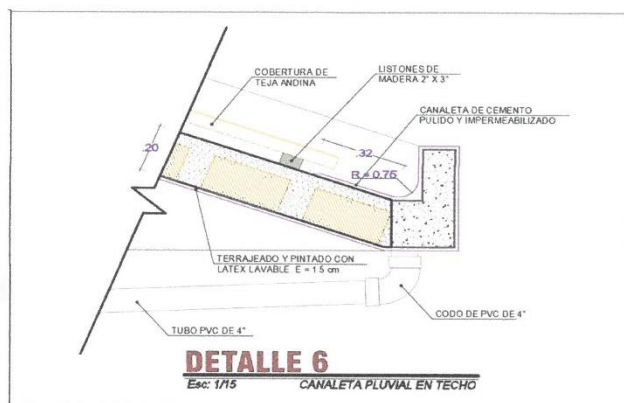 COBERTURA DE
TEJA ANDINA
LISTONES DE
MADERA 2" X 3"
CANALETA DE CEMENTO
PULIDO Y IMPERMEABILIZADO
.20
.32
R = 0.75
TERRAJEADO Y PINTADO CON
LATEX LAVABLE E = 1.5 cm
TUBO PVC DE 4"
CODO DE PVC DE 4"
DETALLE 6
Esc: 1/15 CANALETA PLUVIAL EN TECHO